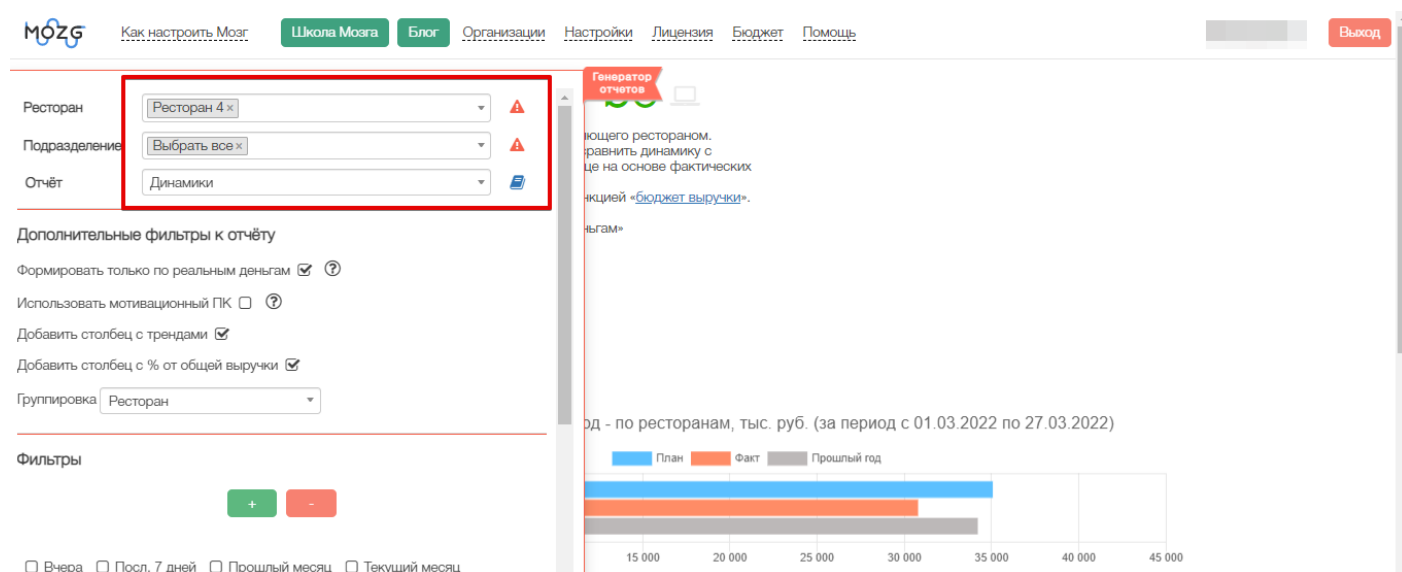 MOZG Как настроить Мозг Школа Мозга Блог Организации Настройки Лицензия Бюджет Помощь Выход
Генератор
отчетов
Ресторан Ресторан 4 ×
Подразделение Выбрать все ×
Отчёт Динамики
Дополнительные фильтры к отчёту
Формировать только по реальным деньгам ?
Использовать мотивационный ПК ?
Добавить столбец с трендами
Добавить столбец с % от общей выручки
Группировка Ресторан
Фильтры
+ -
Вчера Посл. 7 дней Прошлый месяц Текущий месяц
ющего рестораном.
равнить динамику с
це на основе фактических
нкцией «бюджет выручки».
ньгам»
од - по ресторанам, тыс. руб. (за период с 01.03.2022 по 27.03.2022)
План Факт Прошлый год
15 000 20 000 25 000 30 000 35 000 40 000 45 000